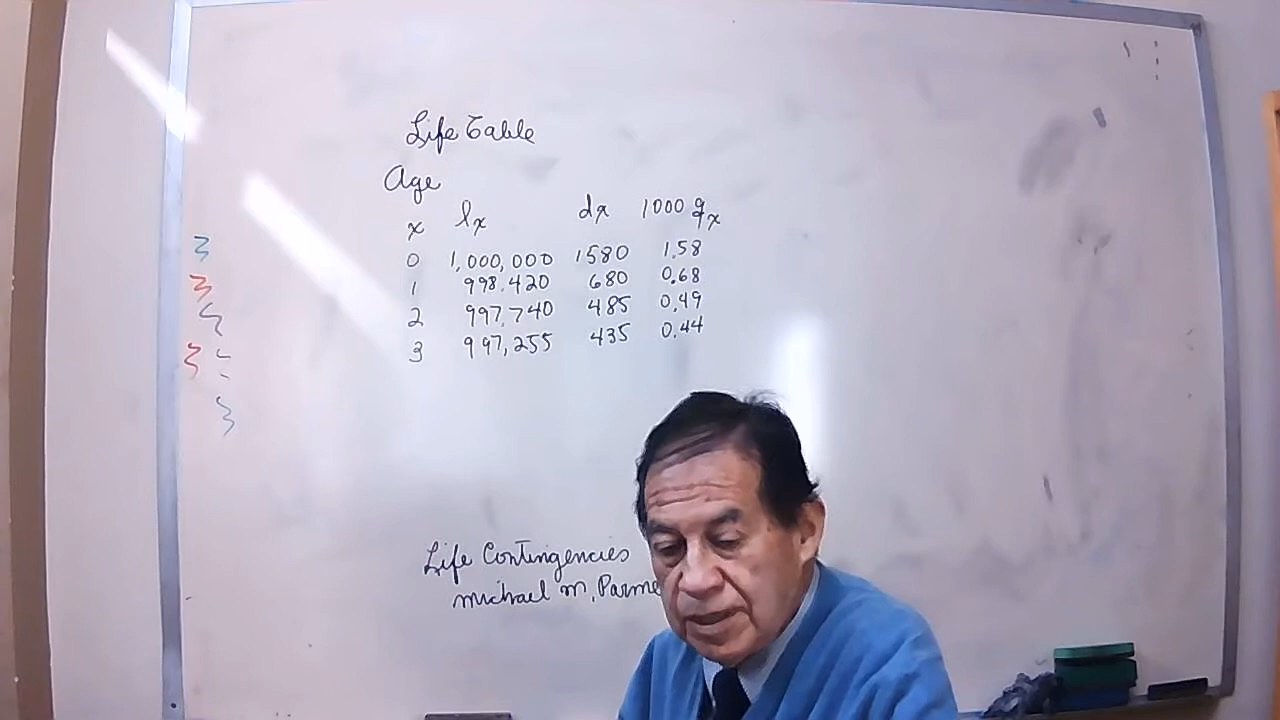 Life Table
Age
x lx dx 1000 qx
0 1,000,000 1580 1.58
1 998.420 680 0.68
2 997.740 485 0.49
3 997,255 435 0.44
Life Contingencies
Michael M. Parme